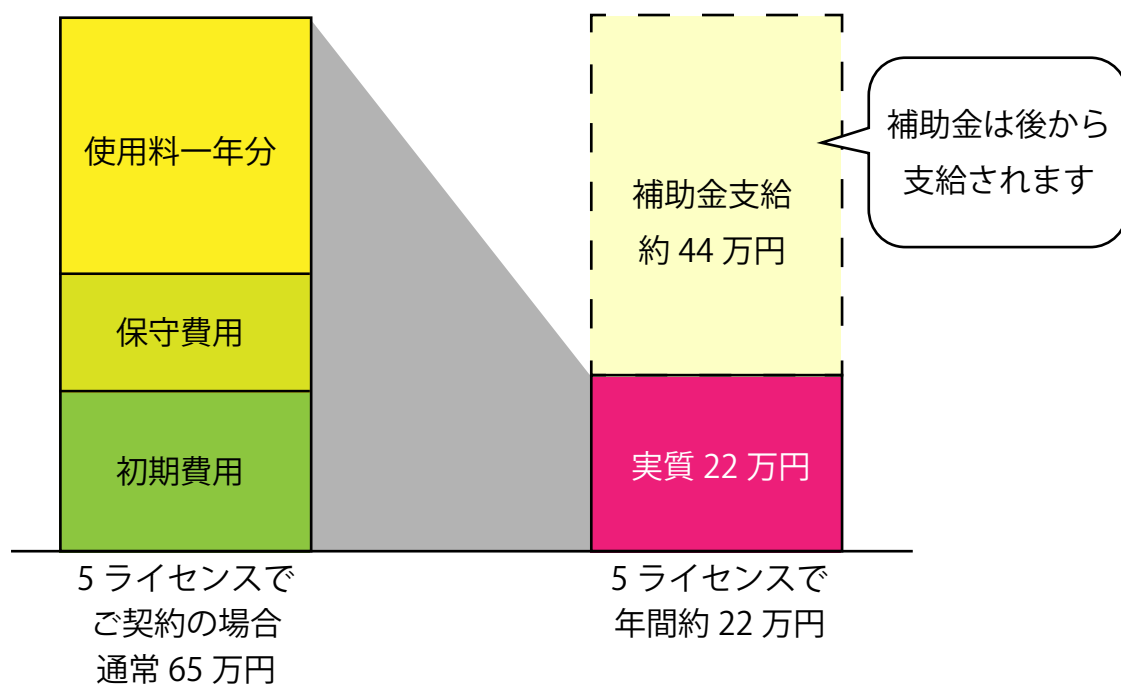 使用料一年分
保守費用
初期費用
5 ライセンスで
ご契約の場合
通常 65 万円
補助金支給
約 44 万円
実質 22 万円
5 ライセンスで
年間約 22 万円
補助金は後から
支給されます